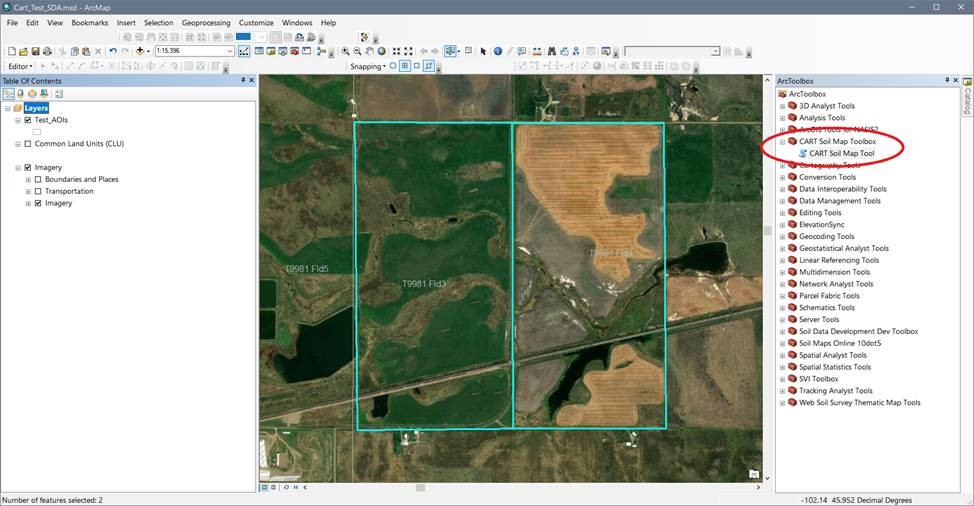 Cart_Test_SDA.mxd - ArcMap
File Edit View Bookmarks Insert Selection Geoprocessing Customize Windows Help
1:15,396
Editor
Snapping
Table Of Contents
Layers
Test_AOIs
Common Land Units (CLU)
Imagery
Boundaries and Places
Transportation
Imagery
T9981 Fld5
T9981 Fld3
ArcToolbox
ArcToolbox
3D Analyst Tools
Analysis Tools
ArcGIS Tools for NASIS2
CART Soil Map Toolbox
CART Soil Map Tool
Cartography Tools
Conversion Tools
Data Interoperability Tools
Data Management Tools
Editing Tools
ElevationSync
Geocoding Tools
Geostatistical Analyst Tools
Linear Referencing Tools
Multidimension Tools
Network Analyst Tools
Parcel Fabric Tools
Schematics Tools
Server Tools
Soil Data Development Dev Toolbox
Soil Maps Online 10dot5
Spatial Analyst Tools
Spatial Statistics Tools
SVI Toolbox
Tracking Analyst Tools
Web Soil Survey Thematic Map Tools
Catalog
Number of features selected: 2
-102.14 45.952 Decimal Degrees